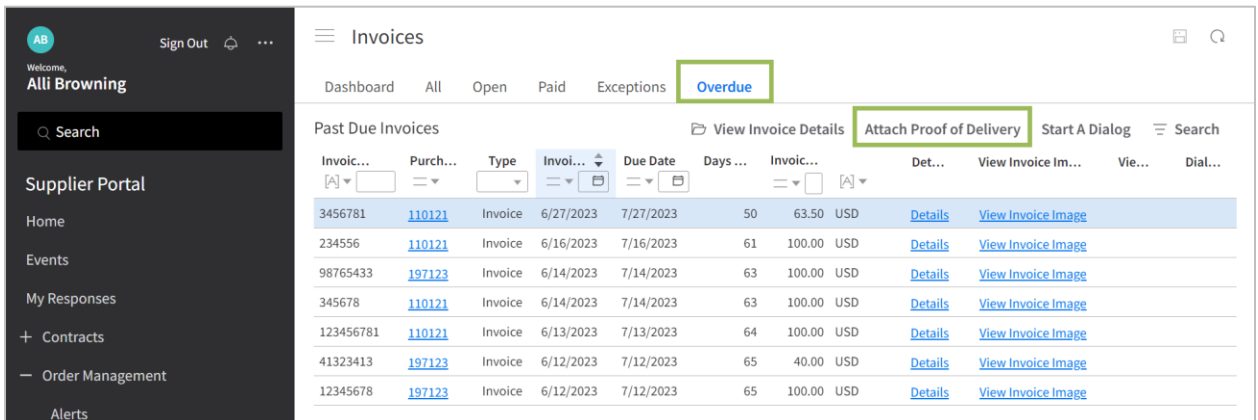 AB
Sign Out ...
Welcome,
Alli Browning
Search
Supplier Portal
Home
Events
My Responses
+ Contracts
− Order Management
Alerts
Invoices
Dashboard All Open Paid Exceptions Overdue
Past Due Invoices View Invoice Details Attach Proof of Delivery Start A Dialog Search
Invoic... Purch... Type Invoi... Due Date Days ... Invoic... Det... View Invoice Im... Vie... Dial...
[A] = = = = [A]
3456781 110121 Invoice 6/27/2023 7/27/2023 50 63.50 USD Details View Invoice Image
234556 110121 Invoice 6/16/2023 7/16/2023 61 100.00 USD Details View Invoice Image
98765433 197123 Invoice 6/14/2023 7/14/2023 63 100.00 USD Details View Invoice Image
345678 110121 Invoice 6/14/2023 7/14/2023 63 100.00 USD Details View Invoice Image
123456781 110121 Invoice 6/13/2023 7/13/2023 64 100.00 USD Details View Invoice Image
41323413 197123 Invoice 6/12/2023 7/12/2023 65 40.00 USD Details View Invoice Image
12345678 197123 Invoice 6/12/2023 7/12/2023 65 100.00 USD Details View Invoice Image